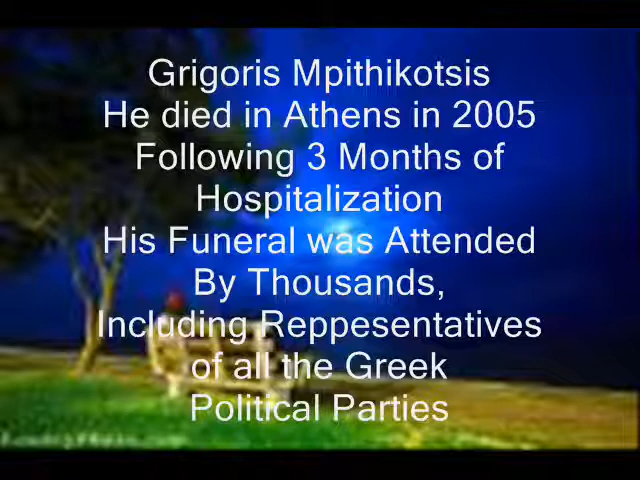 Grigoris Mpithikotsis
He died in Athens in 2005
Following 3 Months of
Hospitalization
His Funeral was Attended
By Thousands,
Including Reppesentatives
of all the Greek
Political Parties